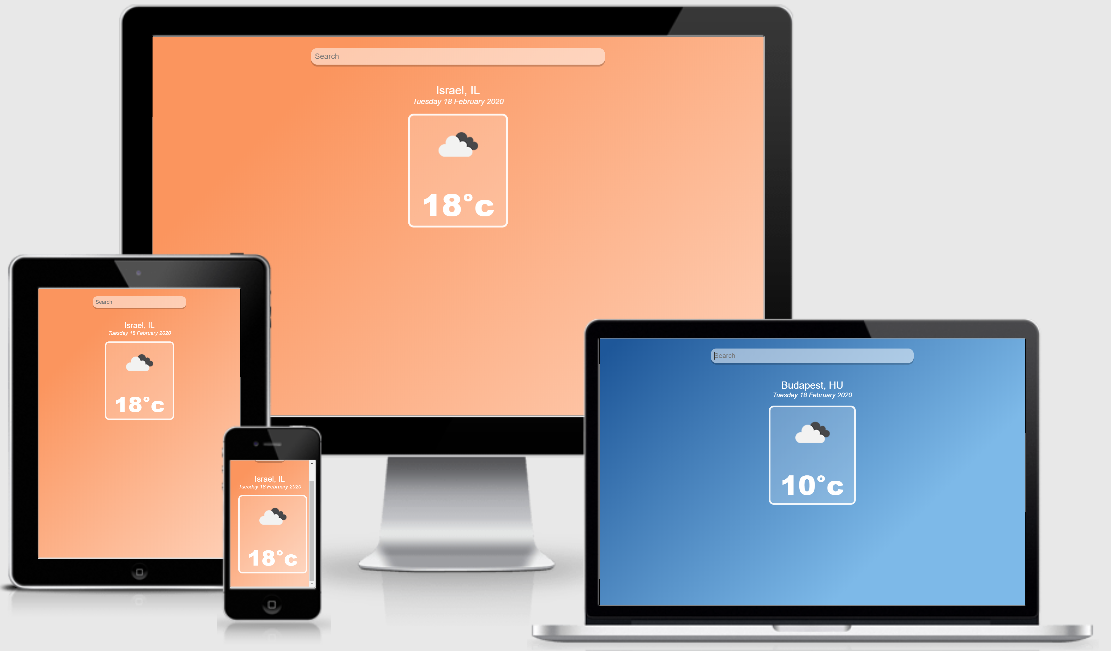 Search
Israel, IL
Tuesday 18 February 2020
18°c
Search
Israel, IL
Tuesday 18 February 2020
18°c
Israel, IL
Tuesday 18 February 2020
18°c
Search
Budapest, HU
Tuesday 18 February 2020
10°c